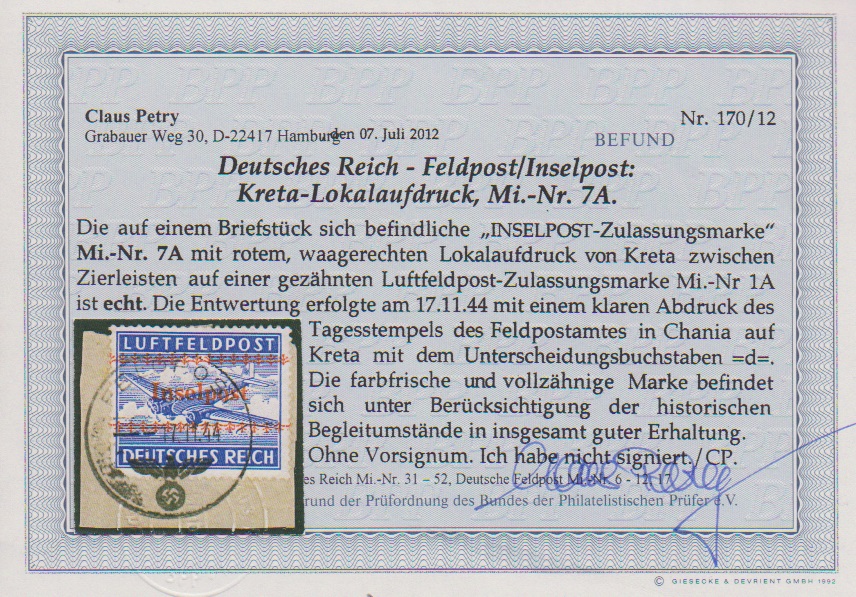 Claus Petry
Nr. 170/12
Grabauer Weg 30, D-22417 Hamburg den 07. Juli 2012
BEFUND
Deutsches Reich - Feldpost/Inselpost:
Kreta-Lokalaufdruck, Mi.-Nr. 7A.
Die auf einem Briefstück sich befindliche „INSELPOST-Zulassungsmarke“
Mi.-Nr. 7A mit rotem, waagerechten Lokalaufdruck von Kreta zwischen
Zierleisten auf einer gezähnten Luftfeldpost-Zulassungsmarke Mi.-Nr 1A
ist echt. Die Entwertung erfolgte am 17.11.44 mit einem klaren Abdruck des
Tagesstempels des Feldpostamtes in Chania auf
Kreta mit dem Unterscheidungsbuchstaben =d=.
Die farbfrische und vollzähnige Marke befindet
sich unter Berücksichtigung der historischen
Begleitumstände in insgesamt guter Erhaltung.
Ohne Vorsignum. Ich habe nicht signiert./CP.
es Reich Mi.-Nr. 31 – 52, Deutsche Feldpost Mi.-Nr. 6 - 12, 17
rund der Prüfordnung des Bundes der Philatelistischen Prüfer e.V.
LUFTFELDPOST
Inselpost
17.11.44
DEUTSCHES REICH
© GIESECKE & DEVRIENT GMBH 1992